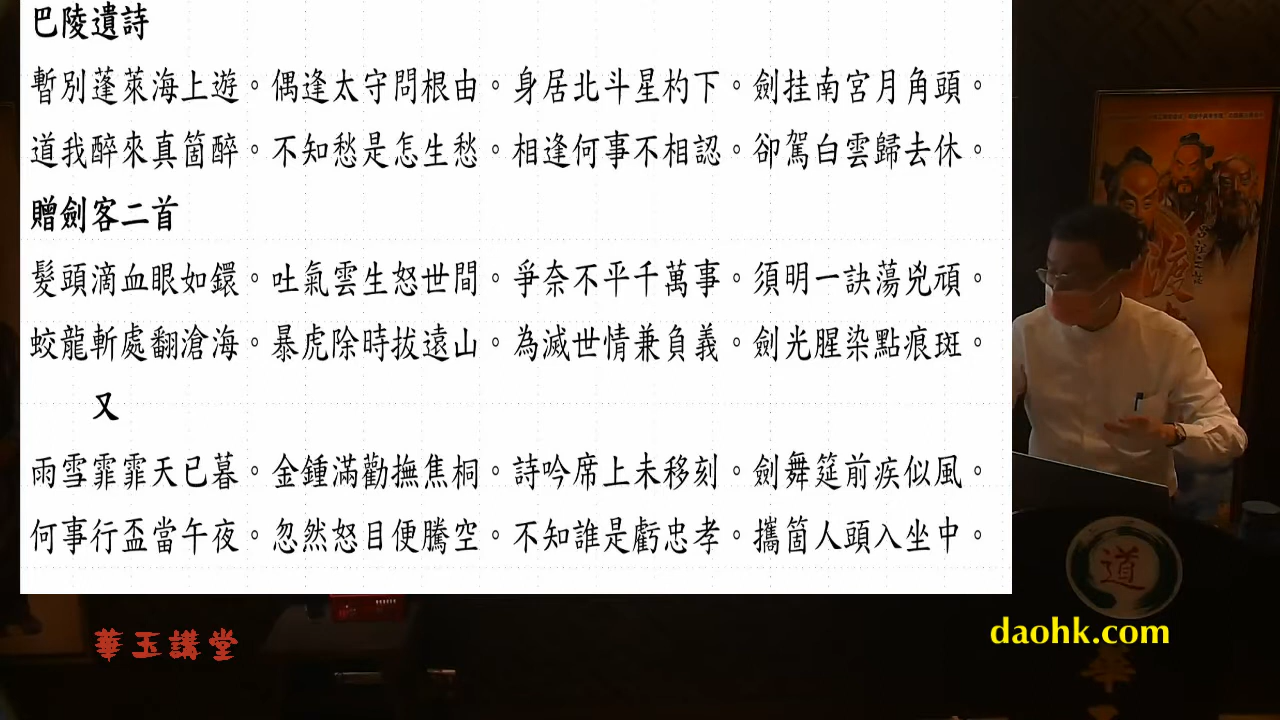 巴陵遺詩
暫別蓬萊海上遊。偶逢太守問根由。身居北斗星杓下。劍挂南宮月角頭。
道我醉來真箇醉。不知愁是怎生愁。相逢何事不相認。卻駕白雲歸去休。
贈劍客二首
髮頭滴血眼如鐶。吐氣雲生怒世間。爭奈不平千萬事。須明一訣蕩兇頑。
蛟龍斬處翻滄海。暴虎除時拔遠山。為滅世情兼負義。劍光腥染點痕斑。
又
雨雪霏霏天已暮。金鍾滿勸撫焦桐。詩吟席上未移刻。劍舞筵前疾似風。
何事行盃當午夜。忽然怒目便騰空。不知誰是虧忠孝。攜箇人頭入坐中。
渡
道
華玉講堂
daohk.com